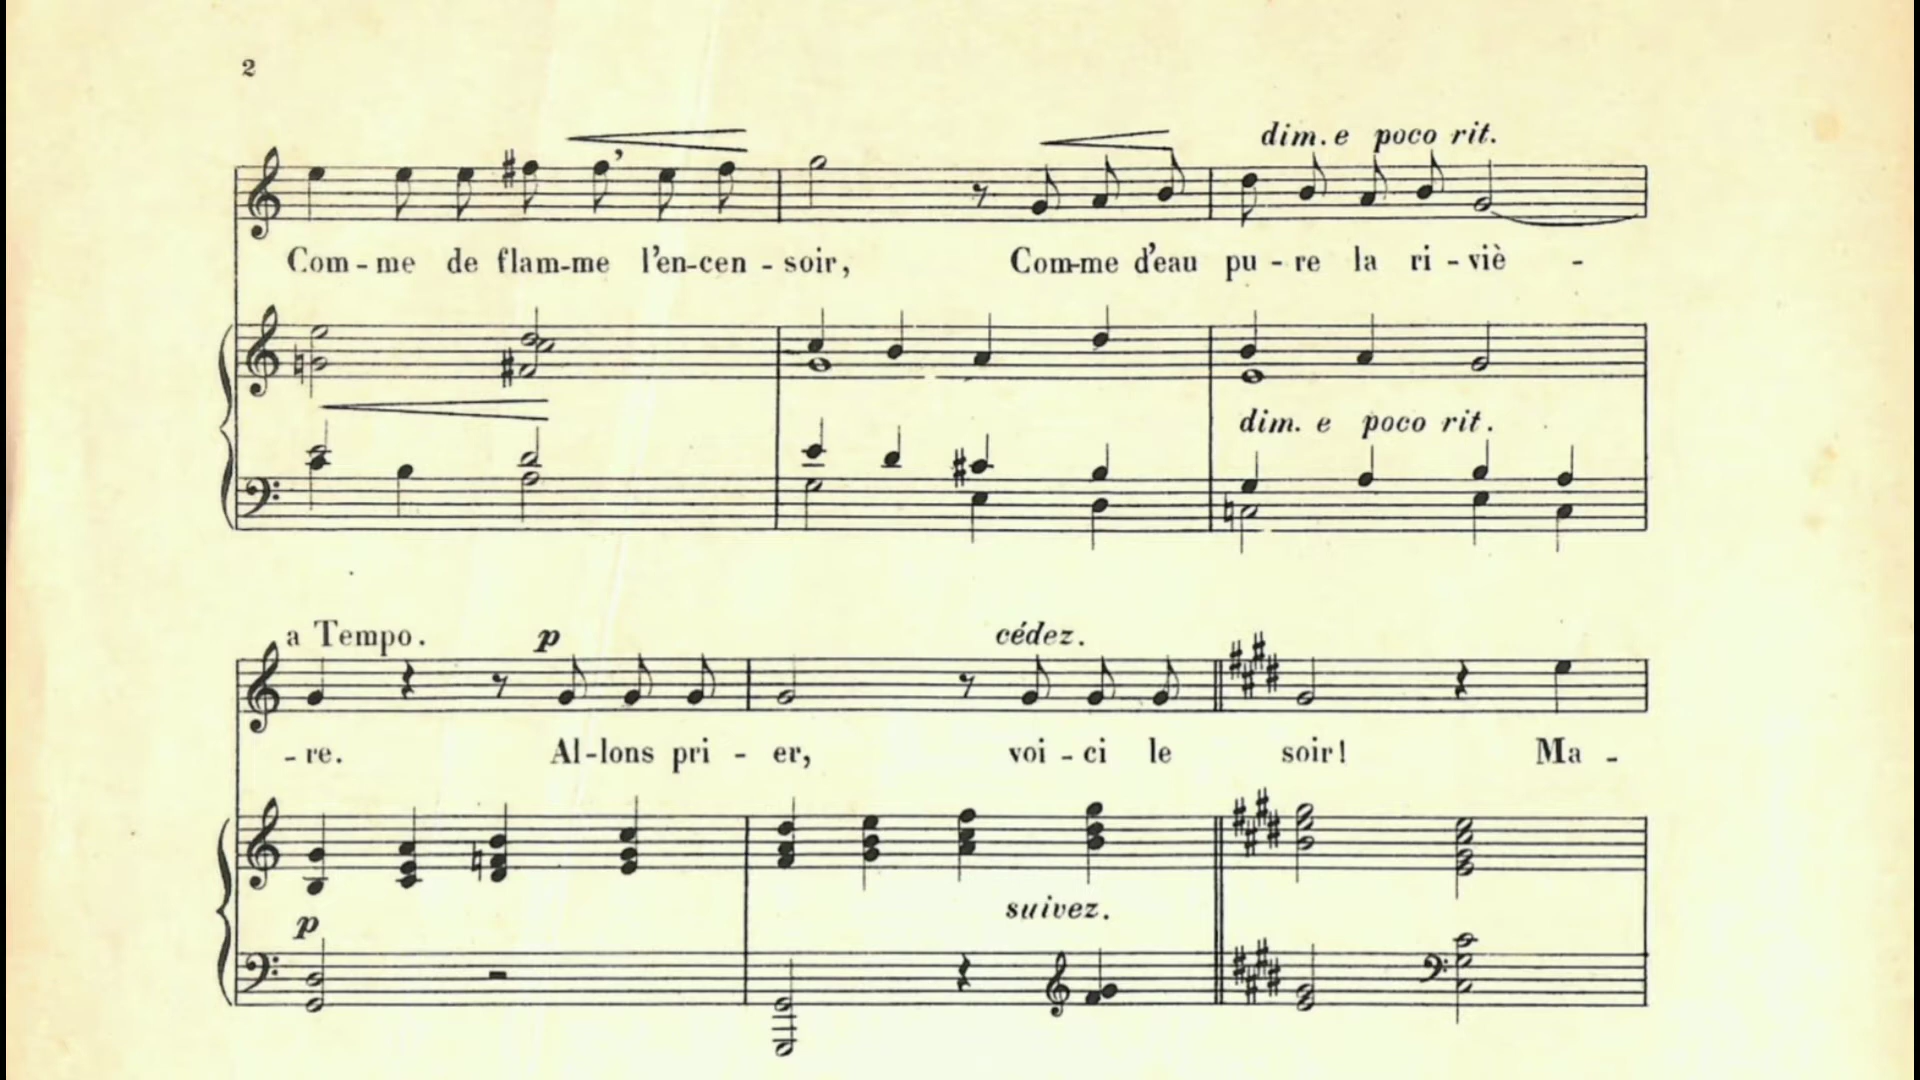 2
dim. e poco rit.
Com-me de flam-me l'en-cen-soir, Com-me d'eau pu-re la ri-viè -
dim. e poco rit.
a Tempo. p cédez.
-re. Al-lons pri-er, voi-ci le soir! Ma-
p suivez.